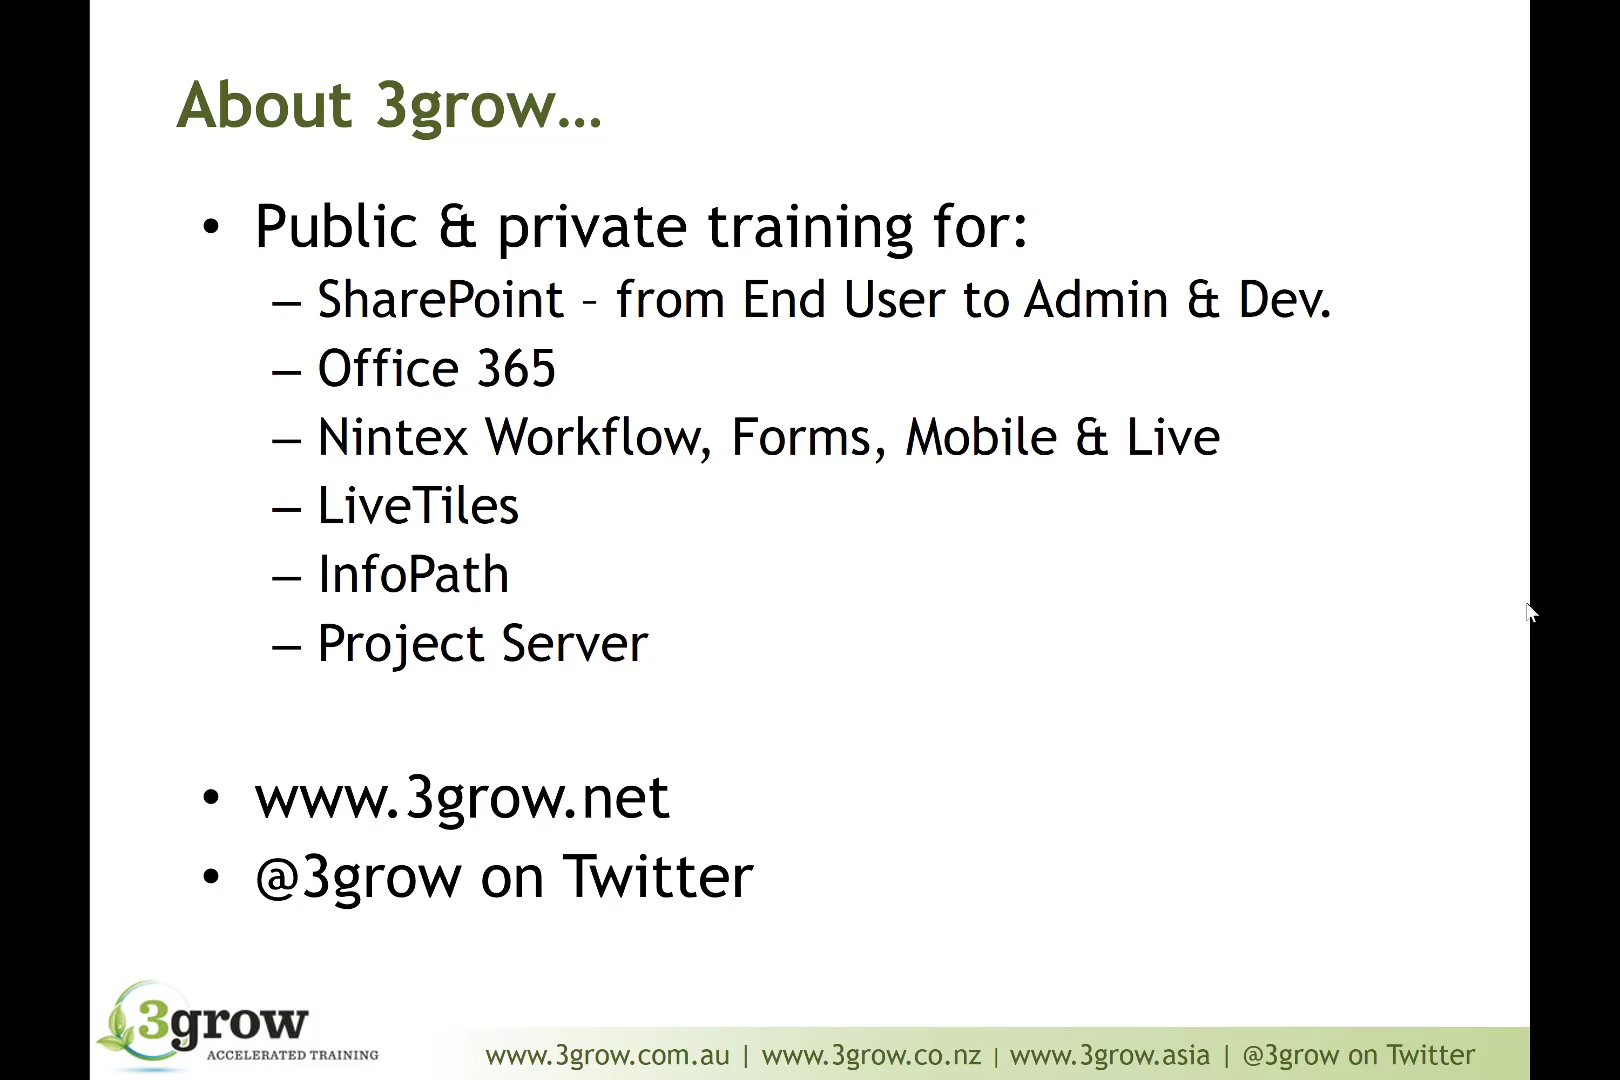 About 3grow…
• Public & private training for:
– SharePoint – from End User to Admin & Dev.
– Office 365
– Nintex Workflow, Forms, Mobile & Live
– LiveTiles
– InfoPath
– Project Server
• www.3grow.net
• @3grow on Twitter
3grow
ACCELERATED TRAINING
www.3grow.com.au | www.3grow.co.nz | www.3grow.asia | @3grow on Twitter